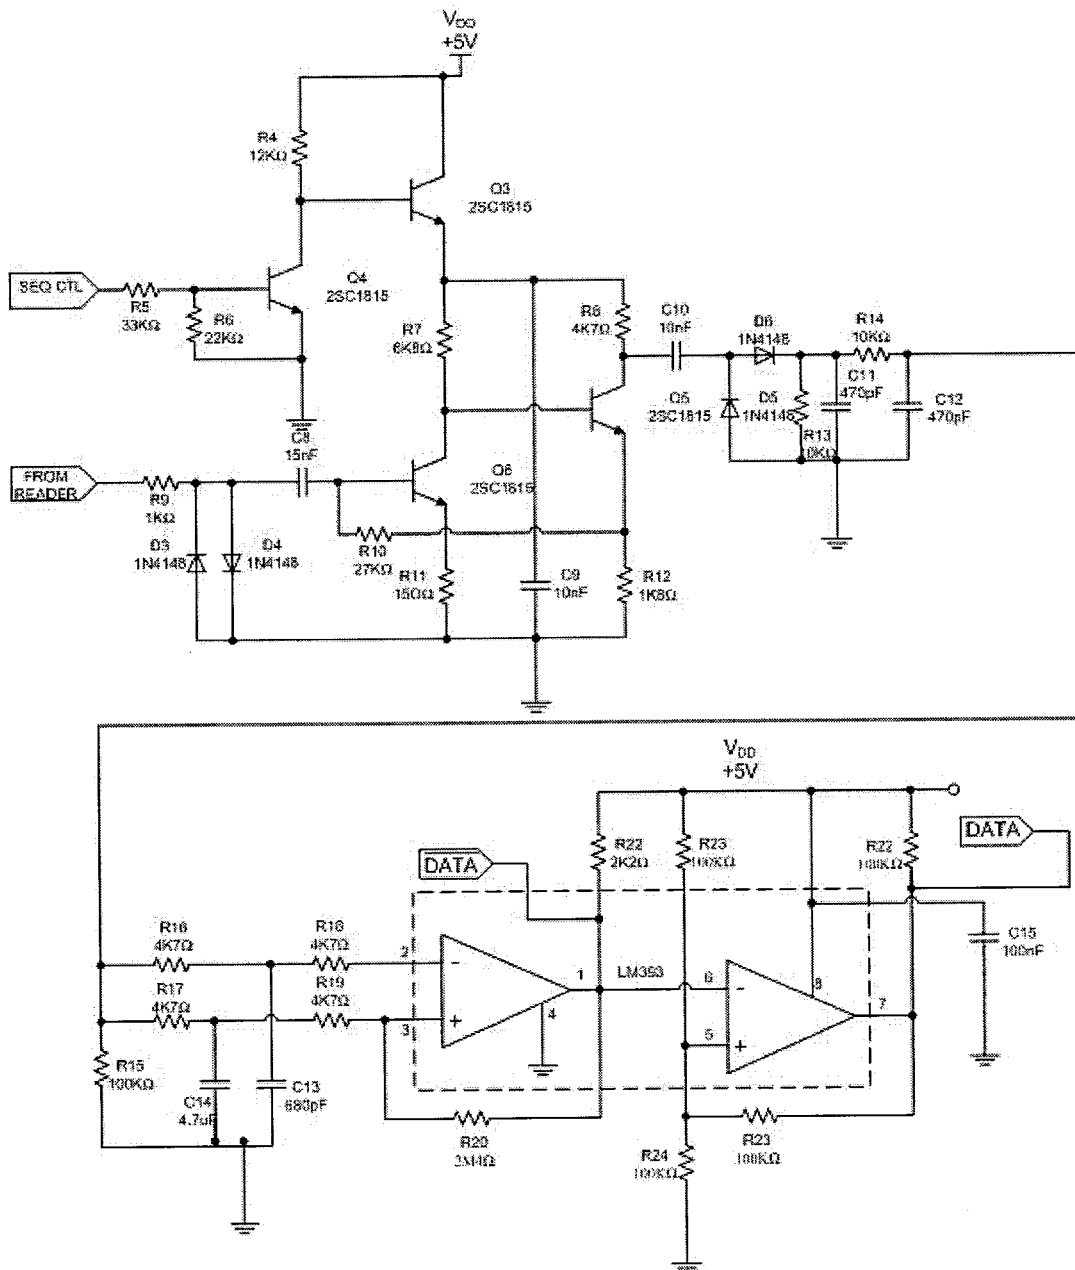 VDD
+5V
R4
12KΩ
Q3
2SC1815
SEQ CTL
R5
33KΩ
R6
22KΩ
Q4
2SC1815
R7
6K8Ω
R8
4K7Ω
C10
10nF
D6
1N4148
R14
10KΩ
C11
470pF
C12
470pF
Q5
2SC1815
D5
1N4148
R13
C8
15nF
FROM
READER
R9
1KΩ
D3
1N4148
D4
1N4148
Q6
2SC1815
R10
27KΩ
R11
150Ω
C9
10nF
R12
1K8Ω
VDD
+5V
DATA
R22
2K2Ω
R23
100KΩ
R22
100KΩ
DATA
C15
100nF
R16
4K7Ω
R18
4K7Ω
R17
4K7Ω
R19
4K7Ω
2
-
3
+
1
4
LM393
6
-
5
+
8
7
R15
100KΩ
C14
4.7uF
C13
680pF
R20
R24
100KΩ
R23
100KΩ